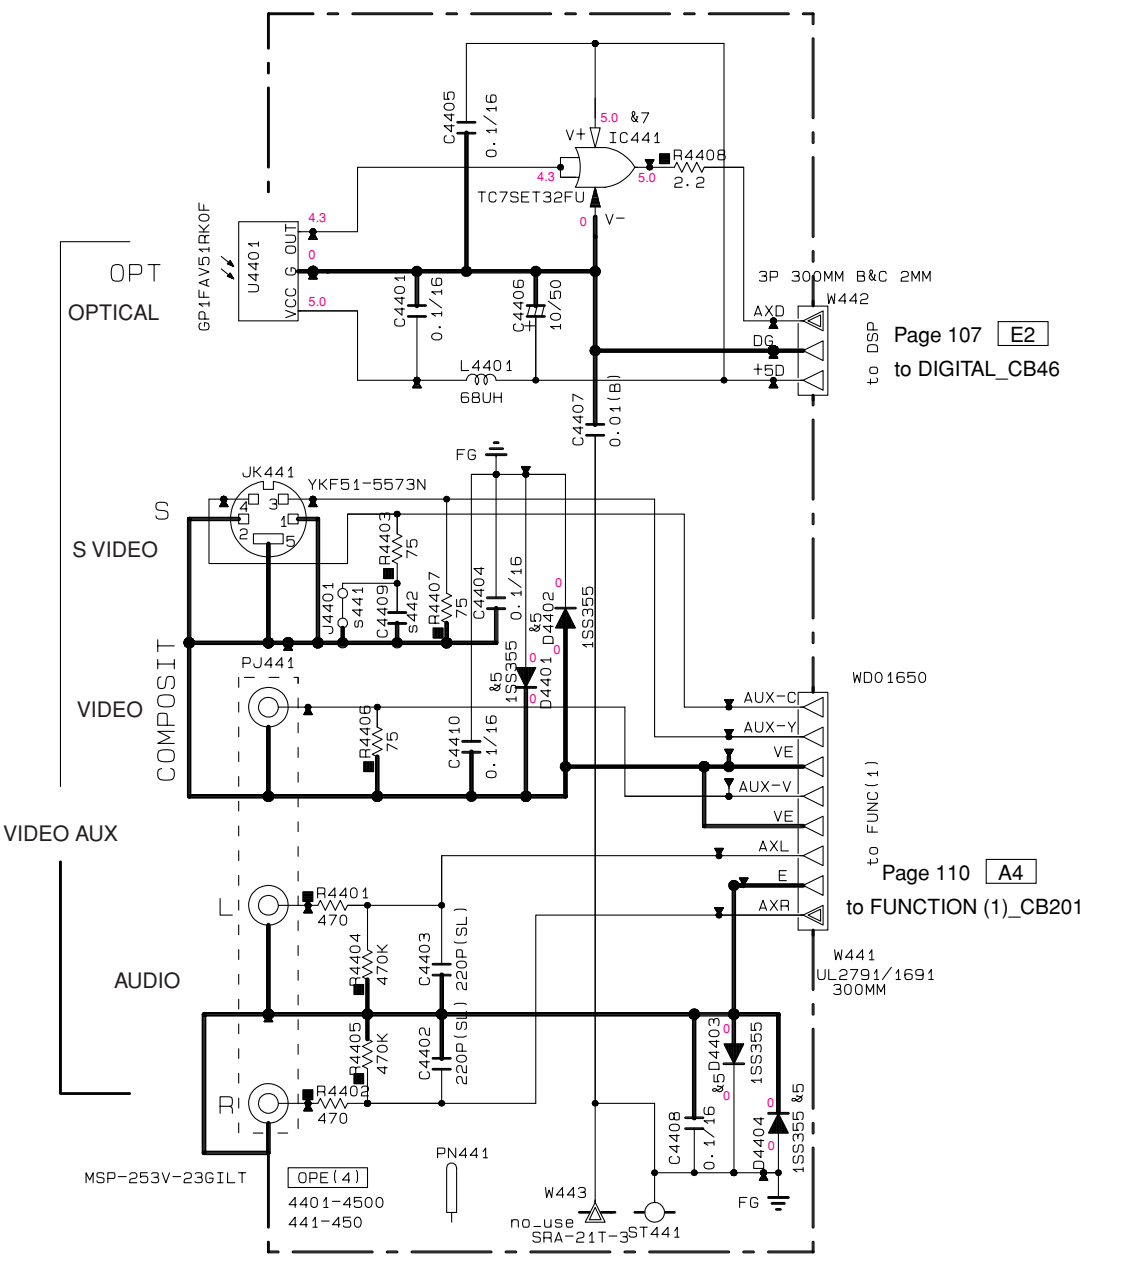 C4405
0.1/16
5.0
&7
V+
IC441
R4408
2.2
4.3
5.0
TC7SET32FU
0
V-
GP1FAV51RK0F
U4401
OUT
G
VCC
4.3
0
5.0
OPT
OPTICAL
C4401
0.1/16
C4406
10/50
+
L4401
68UH
3P 300MM B&C 2MM
W442
AXD
DG
+5D
to DSP
Page 107 E2
to DIGITAL_CB46
C4407
0.01(B)
FG
JK441
YKF51-5573N
4
3
2
1
5
S
S VIDEO
R4403
75
J4401
s441
C4409
s442
R4407
75
C4404
0.1/16
0
&5
D4402
1SS355
0
&5
1SS355
D4401
0
0
COMPOSIT
PJ441
VIDEO
R4406
75
C4410
0.1/16
WD01650
AUX-C
AUX-Y
VE
AUX-V
VE
AXL
E
AXR
to FUNC(1)
Page 110 A4
to FUNCTION (1)_CB201
W441
UL2791/1691
300MM
VIDEO AUX
L
R4401
470
R4404
470K
C4403
220P(SL)
AUDIO
R4405
470K
C4402
220P(SL)
R
R4402
470
0
D4403
1SS355
&5
0
C4408
0.1/16
0
D4404
1SS355 &5
0
FG
MSP-253V-23GILT
OPE(4)
4401-4500
441-450
PN441
W443
no_use
SRA-21T-3
ST441